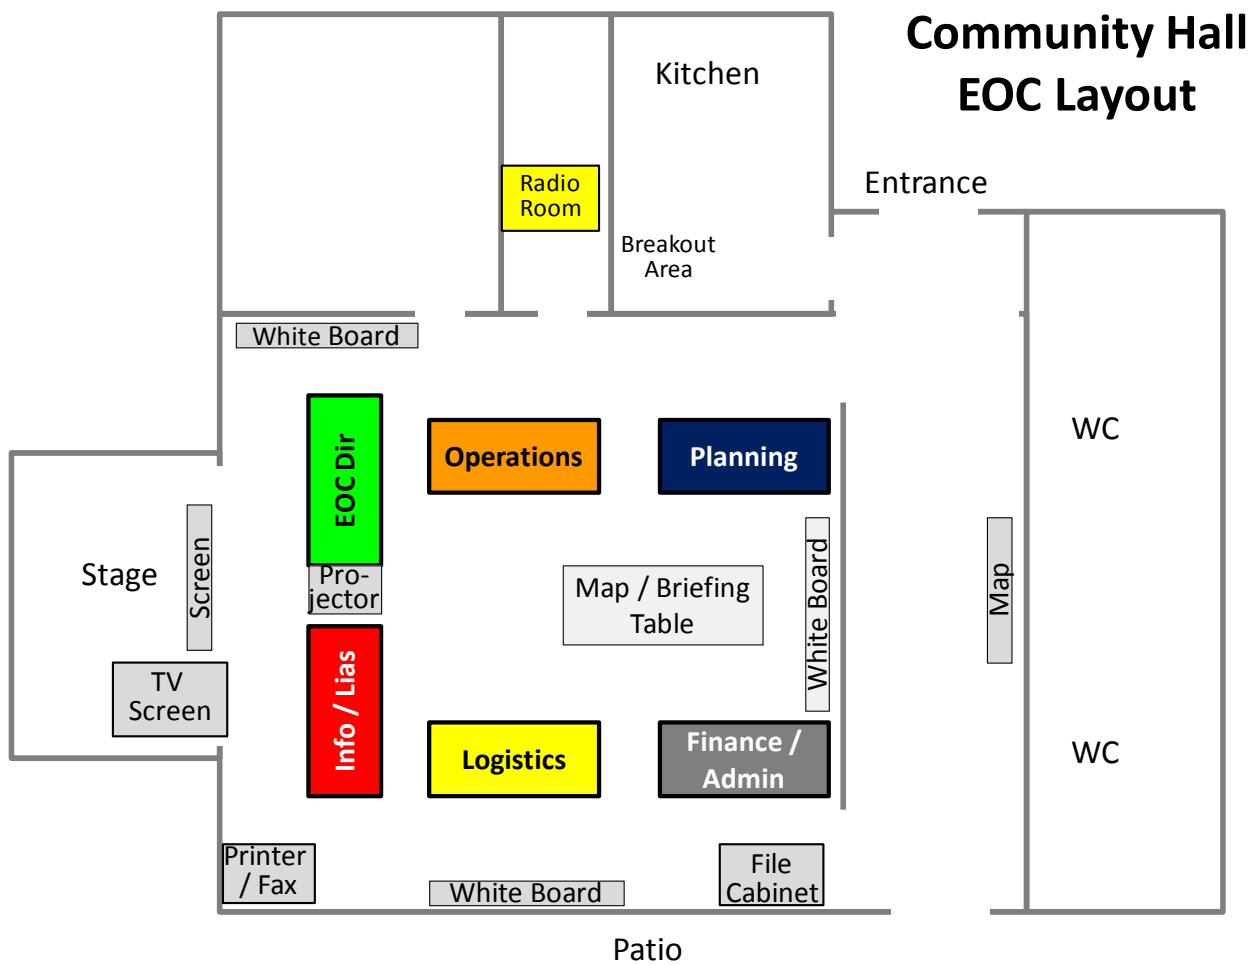 Community Hall
EOC Layout
Kitchen
Entrance
Radio
Room
Breakout
Area
White Board
EOC Dir
Operations
Planning
WC
Stage
Screen
Pro-
jector
Map / Briefing
Table
White Board
Map
TV
Screen
Info / Lias
Logistics
Finance /
Admin
WC
Printer
/ Fax
White Board
File
Cabinet
Patio